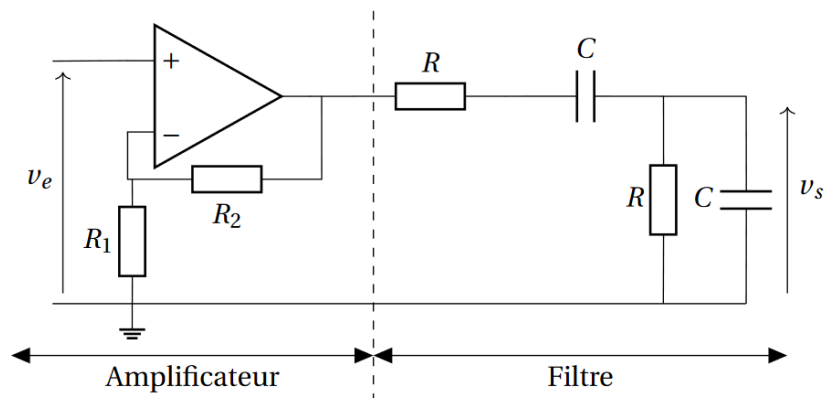 C
R
+
−
v_e
R_2
R_1
R
C
v_s
Amplificateur
Filtre